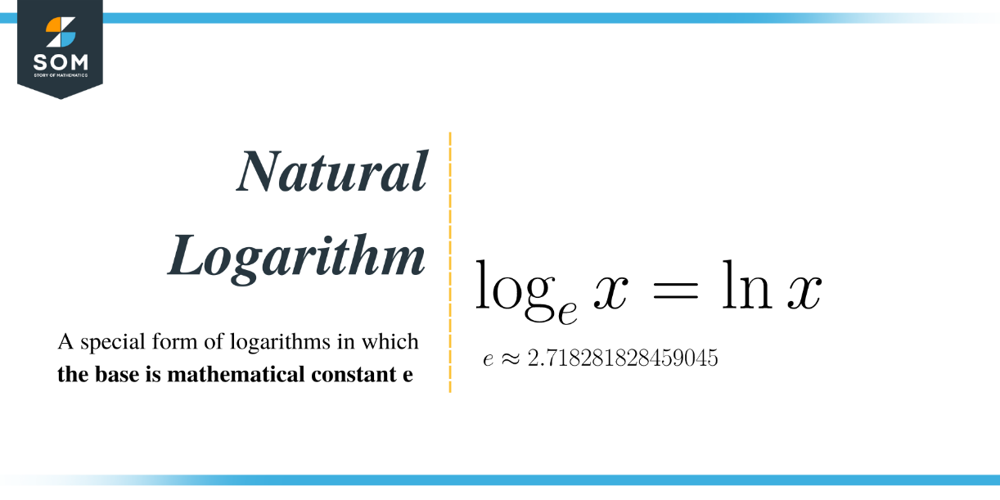 SOM
STORY OF MATHEMATICS
Natural
Logarithm
A special form of logarithms in which
the base is mathematical constant e
logₑ x = ln x
e ≈ 2.718281828459045